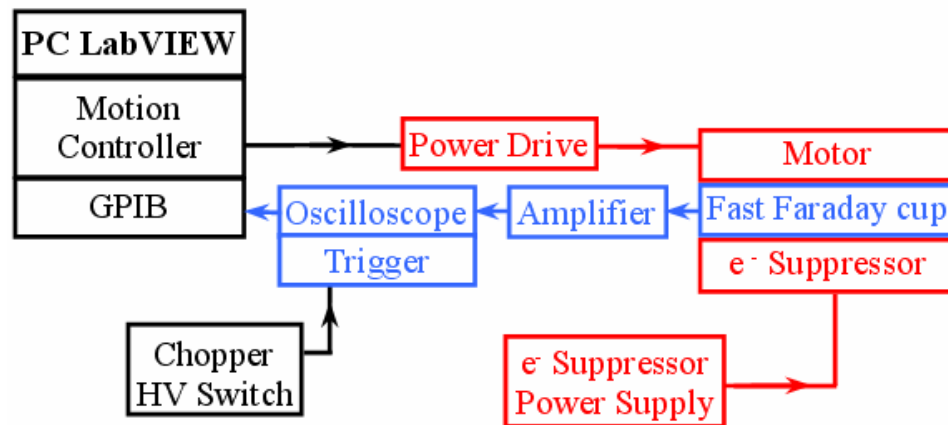 PC LabVIEW
Motion
Controller
GPIB
Power Drive
Motor
Oscilloscope
Trigger
Amplifier
Fast Faraday cup
e⁻ Suppressor
Chopper
HV Switch
e⁻ Suppressor
Power Supply